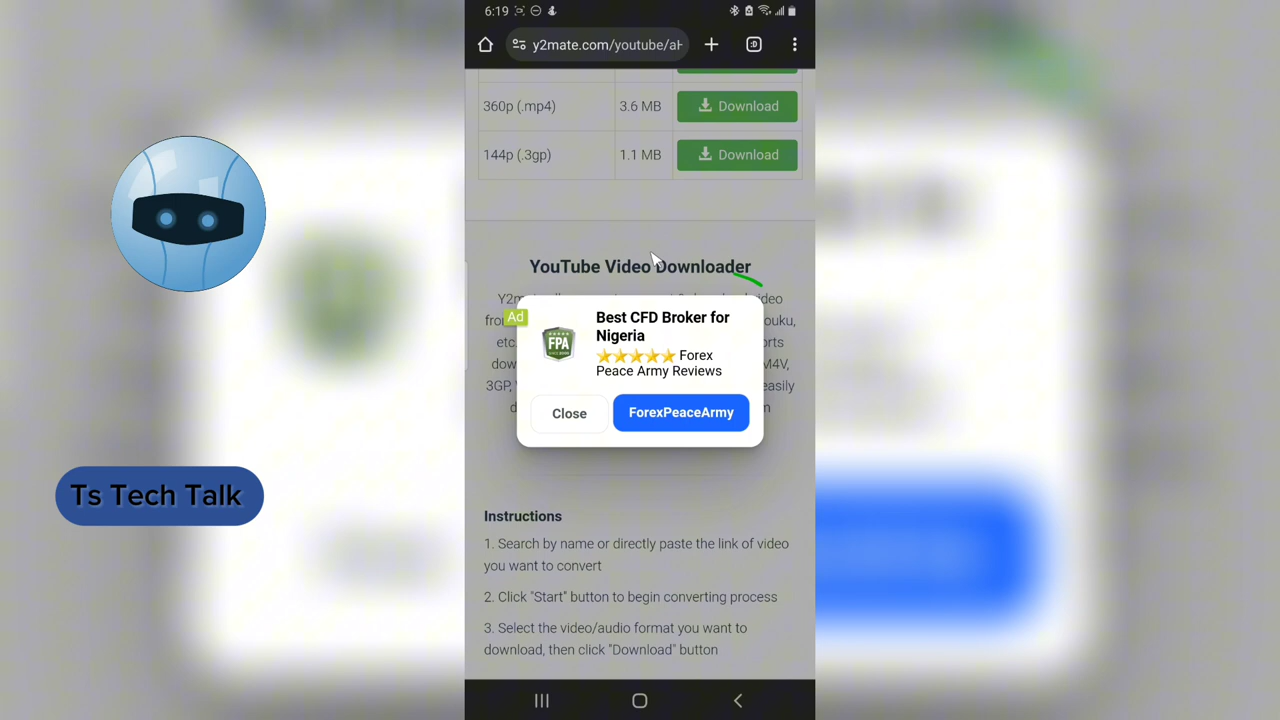 6:19
y2mate.com/youtube/aH
:D
360p (.mp4) 3.6 MB Download
144p (.3gp) 1.1 MB Download
YouTube Video Downloader
Ad
FPA
Best CFD Broker for
Nigeria
⭐⭐⭐⭐⭐ Forex
Peace Army Reviews
Close
ForexPeaceArmy
Ts Tech Talk
Instructions
1. Search by name or directly paste the link of video
you want to convert
2. Click "Start" button to begin converting process
3. Select the video/audio format you want to
download, then click "Download" button